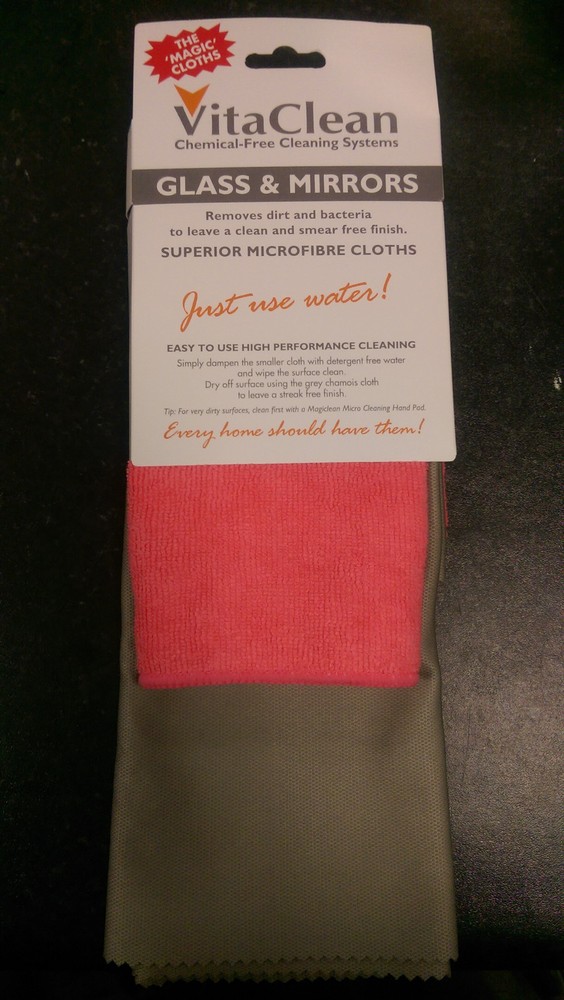 THE
'MAGIC'
CLOTHS
VitaClean
Chemical-Free Cleaning Systems
GLASS & MIRRORS
Removes dirt and bacteria
to leave a clean and smear free finish.
SUPERIOR MICROFIBRE CLOTHS
Just use water!
EASY TO USE HIGH PERFORMANCE CLEANING
Simply dampen the smaller cloth with detergent free water
and wipe the surface clean.
Dry off surface using the grey chamois cloth
to leave a streak free finish.
Tip: For very dirty surfaces, clean first with a Magiclean Micro Cleaning Hand Pad.
Every home should have them!